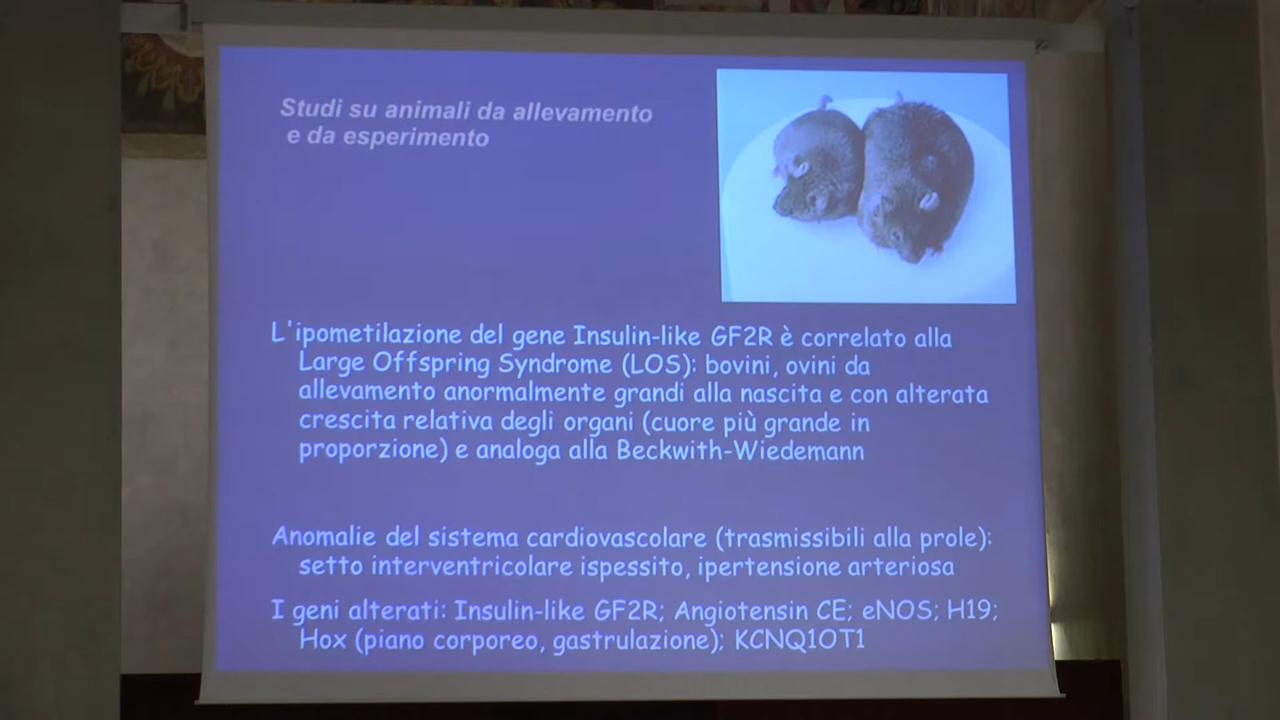 Studi su animali da allevamento
e da esperimento
L'ipometilazione del gene Insulin-like GF2R è correlato alla
Large Offspring Syndrome (LOS): bovini, ovini da
allevamento anormalmente grandi alla nascita e con alterata
crescita relativa degli organi (cuore più grande in
proporzione) e analoga alla Beckwith-Wiedemann
Anomalie del sistema cardiovascolare (trasmissibili alla prole):
setto interventricolare ispessito, ipertensione arteriosa
I geni alterati: Insulin-like GF2R; Angiotensin CE; eNOS; H19;
Hox (piano corporeo, gastrulazione); KCNQ1OT1